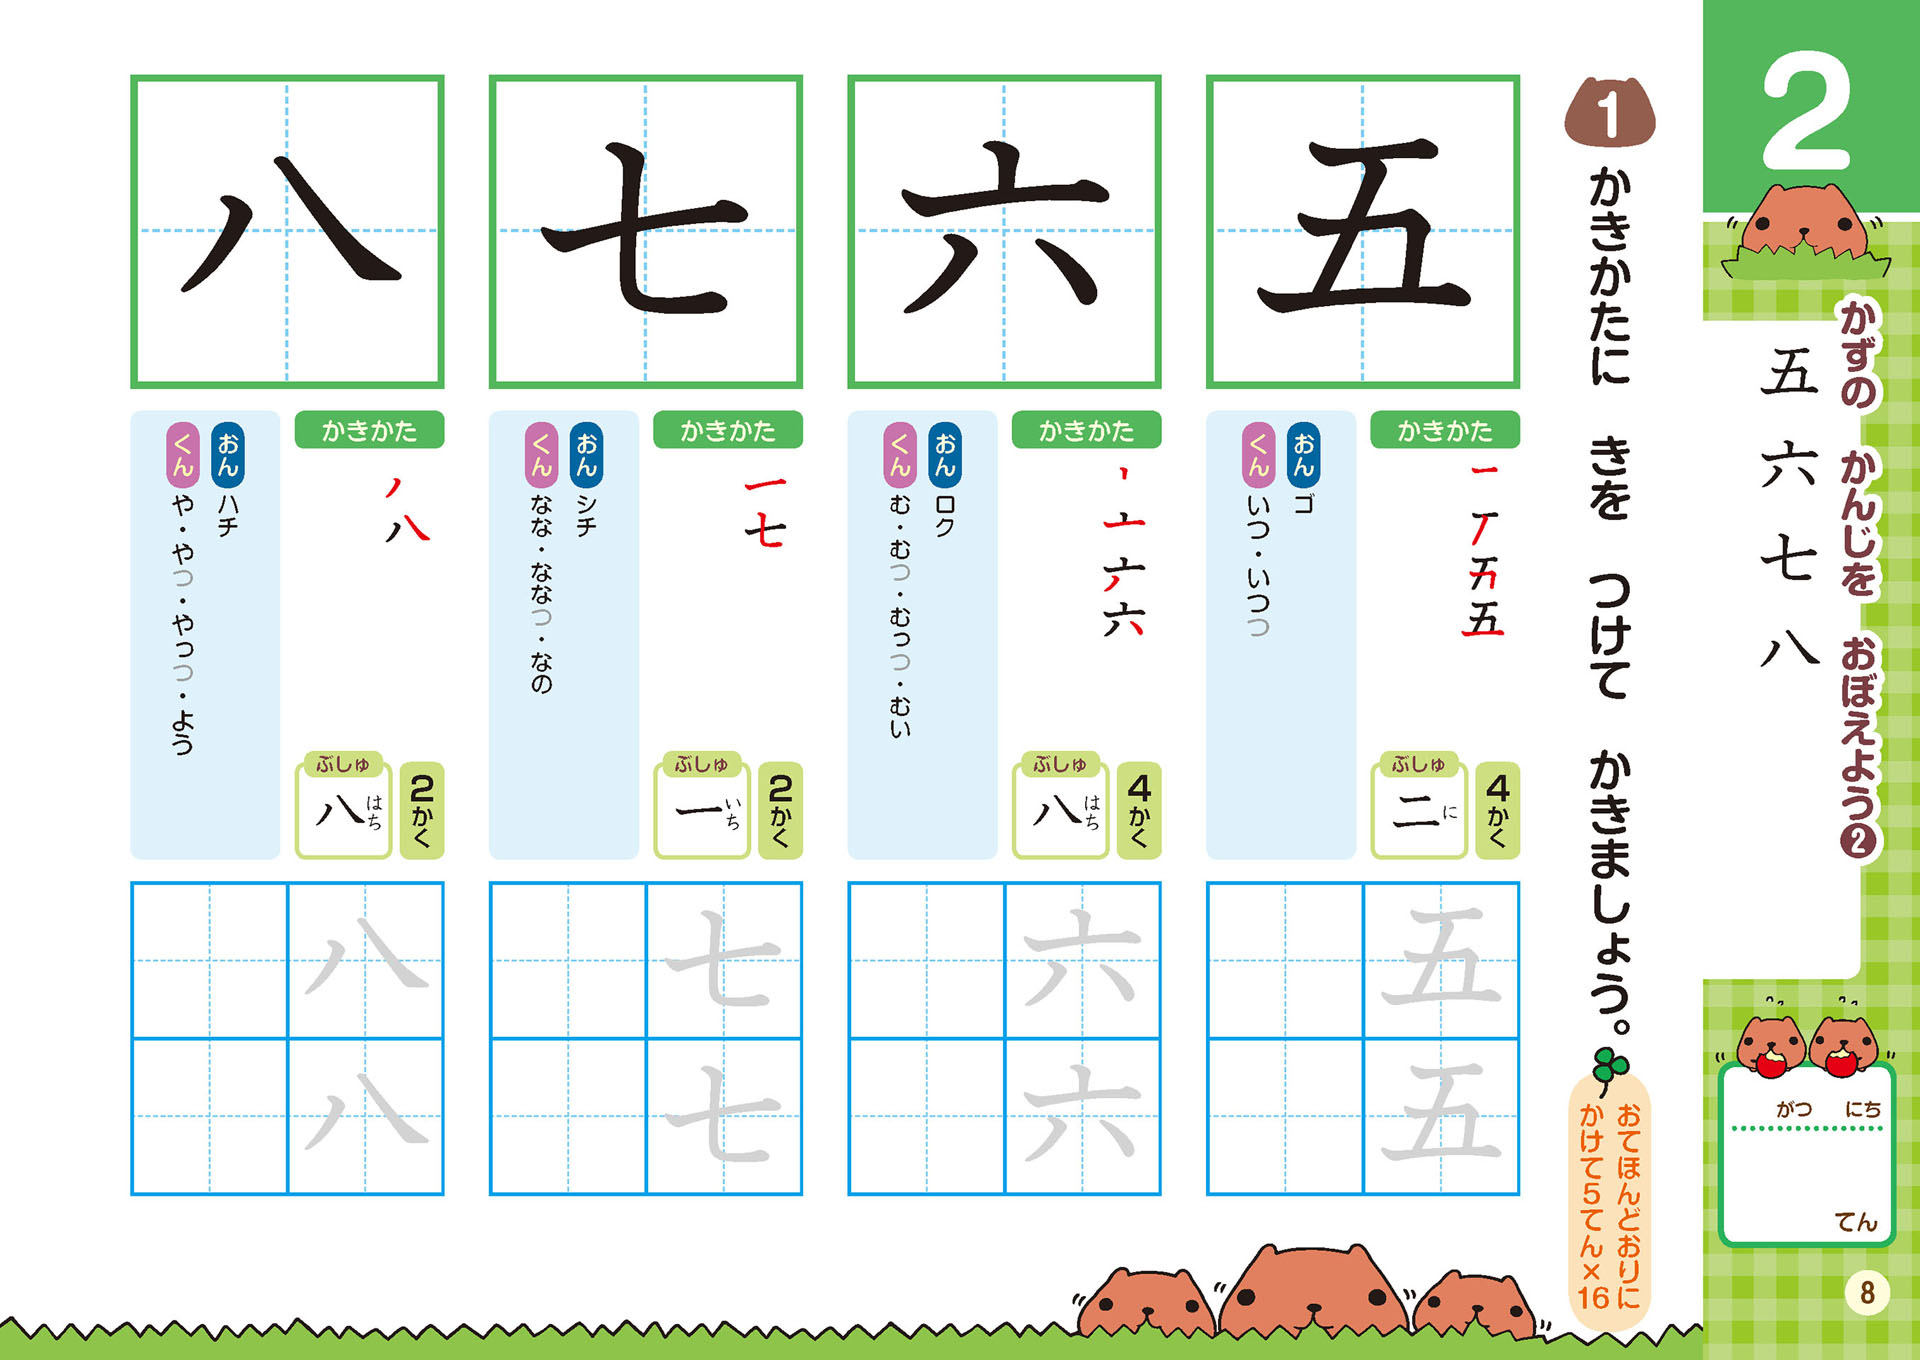 2
かずの かんじを おぼえよう❷
五 六 七 八
がつ にち
てん
8
1
かきかたに きを つけて かきましょう。
おてほんどおりに
かけて5てん×16
五
かきかた
五
4かく
ぶしゅ
二 に
おん ゴ
くん いつ・いつつ
五
五
六
かきかた
六
4かく
ぶしゅ
八 はち
おん ロク
くん む・むつ・むっつ・むい
六
六
七
かきかた
一七
2かく
ぶしゅ
一 いち
おん シチ
くん なな・ななつ・なの
七
七
八
かきかた
ノ八
2かく
ぶしゅ
八 はち
おん ハチ
くん や・やつ・やっつ・よう
八
八